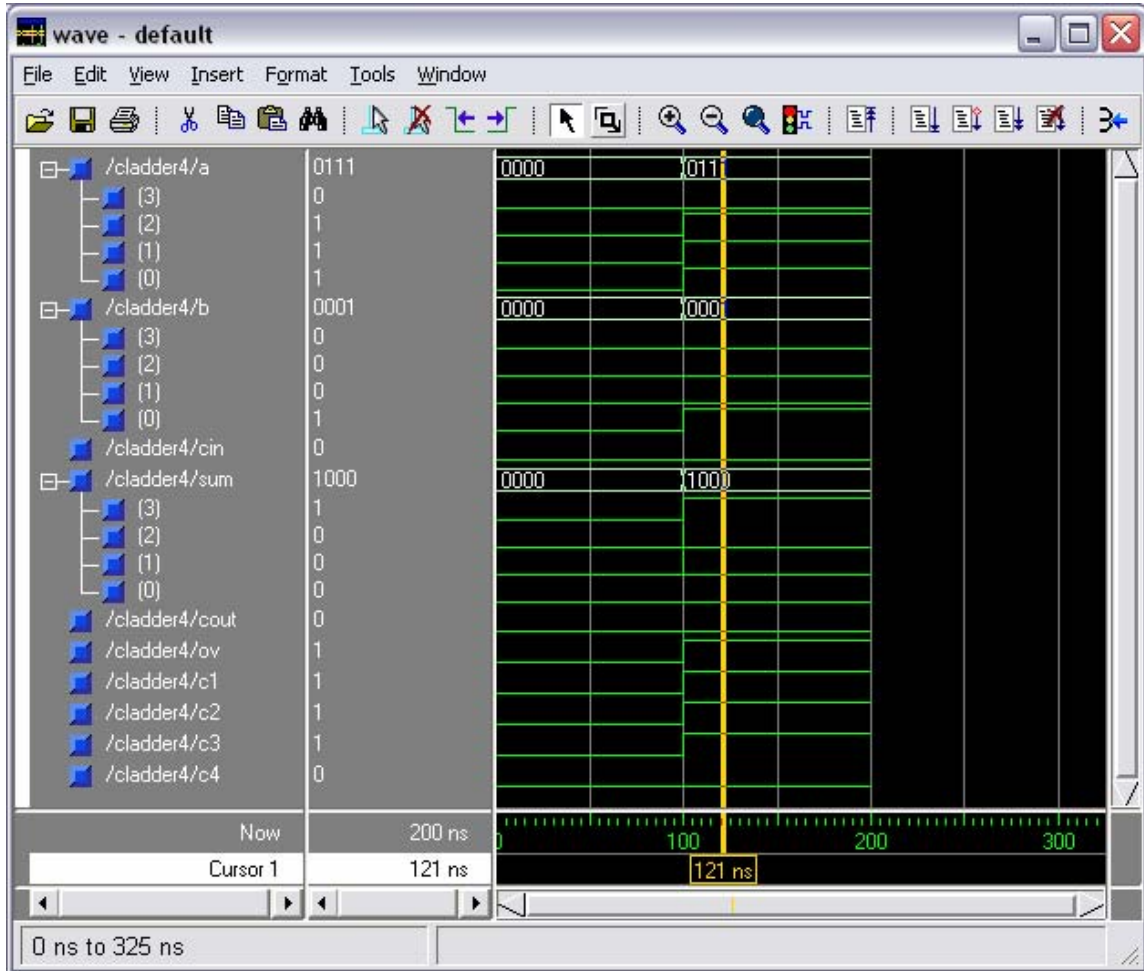 wave - default
File Edit View Insert Format Tools Window
/cladder4/a 0111 0000 011
(3) 0
(2) 1
(1) 1
(0) 1
/cladder4/b 0001 0000 000
(3) 0
(2) 0
(1) 0
(0) 1
/cladder4/cin 0
/cladder4/sum 1000 0000 1000
(3) 1
(2) 0
(1) 0
(0) 0
/cladder4/cout 0
/cladder4/ov 1
/cladder4/c1 1
/cladder4/c2 1
/cladder4/c3 1
/cladder4/c4 0
Now 200 ns 0 100 200 300
Cursor 1 121 ns 121 ns
0 ns to 325 ns